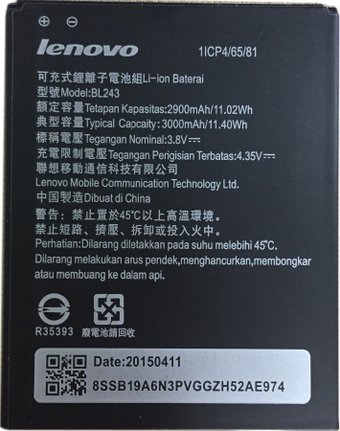 ⊕ ⊖
lenovo 1ICP4/65/81
可充式鋰離子電池組Li-ion Baterai
型號Model:BL243
額定容量Tetapan Kapasitas:2900mAh/11.02Wh
典型容量Typical Capcaity:3000mAh/11.40Wh
標稱電壓Tegangan Nominal:3.8V⎓
充電限制電壓Tegangan Perigisian Terbatas:4.35V⎓
聯想移動通信科技有限公司
Lenovo Mobile Communication Technology Ltd.
中国製造Dibuat di China
警告：禁止置於45℃以上高溫環境。
禁止短路、擠壓、拆卸或投入火中。
Perhatian:Dilarang diletakkan pada suhu melebihi 45℃.
Dilarang melakukan arus pendek,menghancurkan,membongkar
atau membuang ke dalam api.
R35393 廢電池請回收
Date:20150411
8SSB19A6N3PVGGZH52AE974